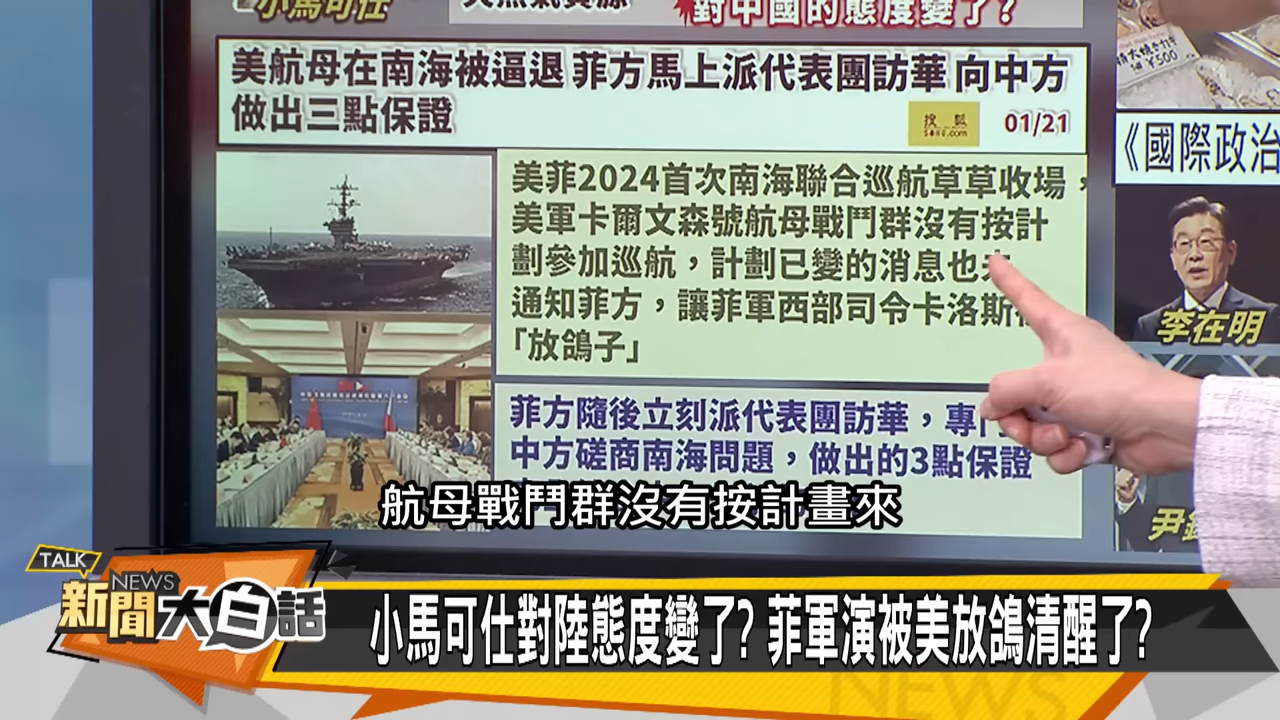 小馬可仕
對中國的態度變了?
美航母在南海被逼退 菲方馬上派代表團訪華 向中方
做出三點保證
搜狐
SOHU.com
01/21
美菲2024首次南海聯合巡航草草收場，
美軍卡爾文森號航母戰鬥群沒有按計
劃參加巡航，計劃已變的消息也未
通知菲方，讓菲軍西部司令卡洛斯
「放鴿子」
菲方隨後立刻派代表團訪華，專門
中方磋商南海問題，做出的3點保證
¥500
《國際政治
李在明
尹
航母戰鬥群沒有按計畫來
TALK
NEWS
新聞大白話
小馬可仕對陸態度變了? 菲軍演被美放鴿清醒了?
NEWS